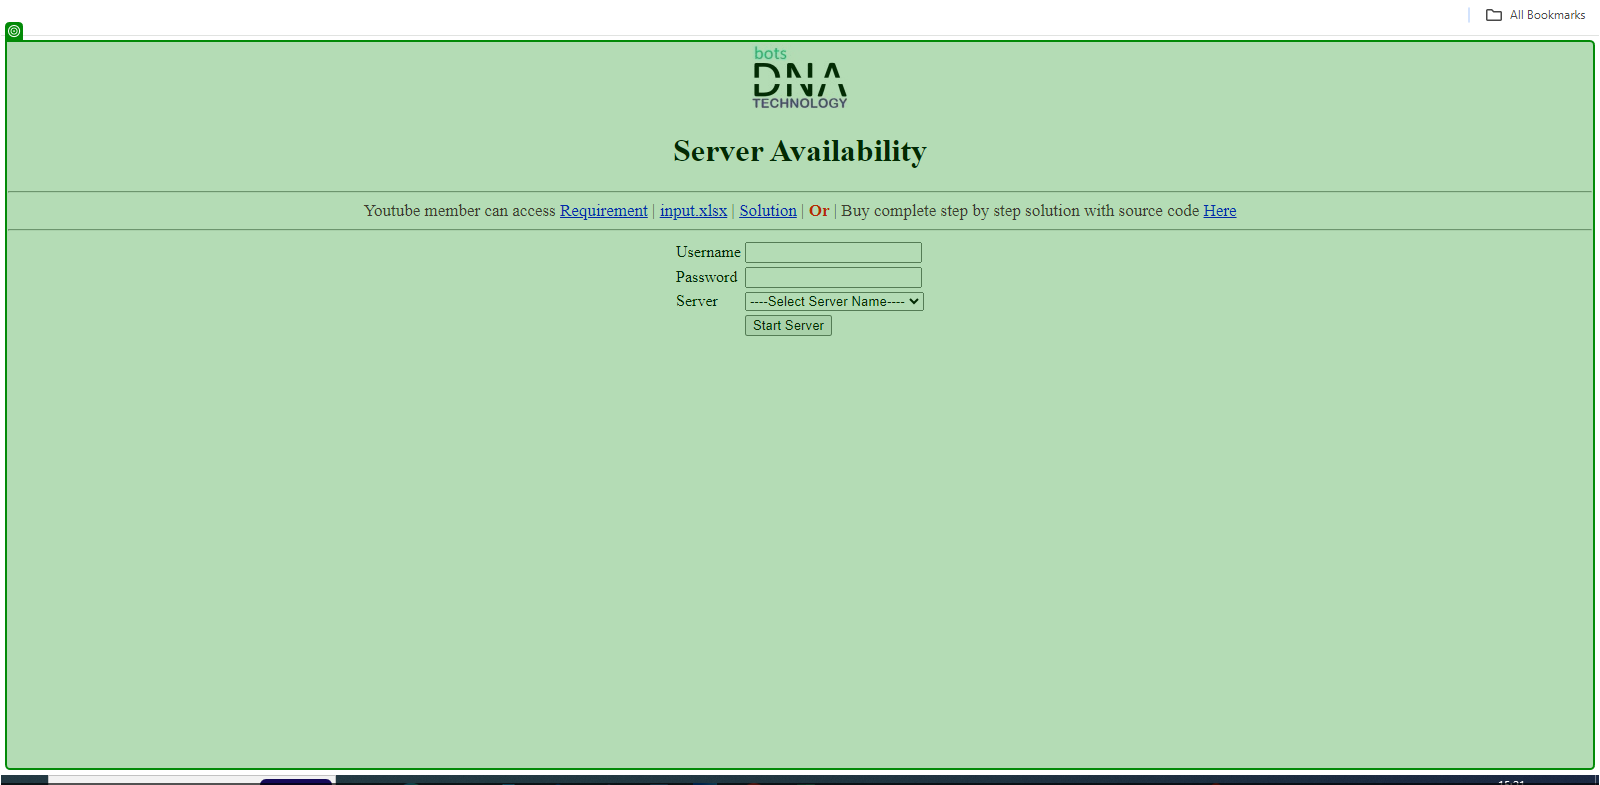 All Bookmarks
bots
DNA
TECHNOLOGY
Server Availability
Youtube member can access Requirement | input.xlsx | Solution | Or | Buy complete step by step solution with source code Here
Username
Password
Server ----Select Server Name----
Start Server